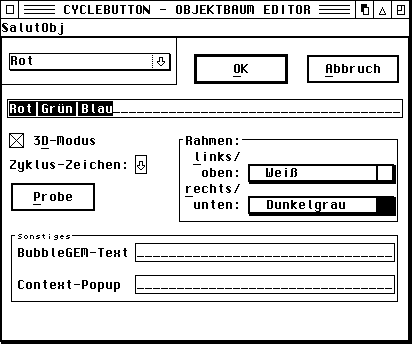 CYCLEBUTTON - OBJEKTBAUM EDITOR
SalutObj
Rot
OK
Abbruch
Rot|Grün|Blau
3D-Modus
Zyklus-Zeichen:
Probe
Rahmen:
links/
oben:
Weiß
rechts/
unten:
Dunkelgrau
Sonstiges
BubbleGEM-Text
Context-Popup